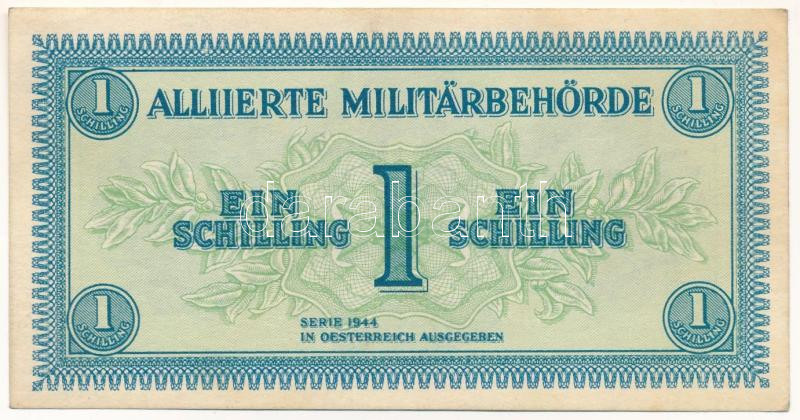 1 SCHILLING
1 SCHILLING
ALLIIERTE MILITÄRBEHÖRDE
EIN SCHILLING
1
EIN SCHILLING
darabanth
SERIE 1944
IN OESTERREICH AUSGEGEBEN
1 SCHILLING
1 SCHILLING